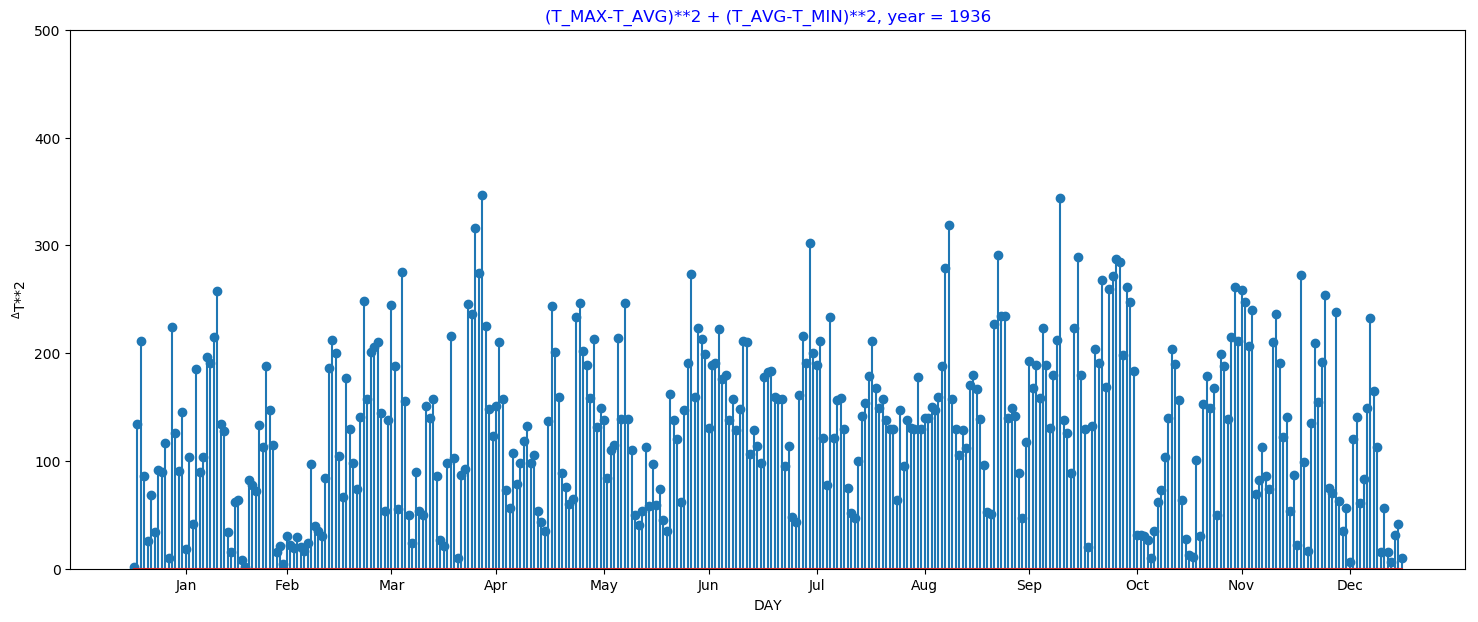 (T_MAX-T_AVG)**2 + (T_AVG-T_MIN)**2, year = 1936
500
400
300
200
100
0
ΔT**2
Jan Feb Mar Apr May Jun Jul Aug Sep Oct Nov Dec
DAY